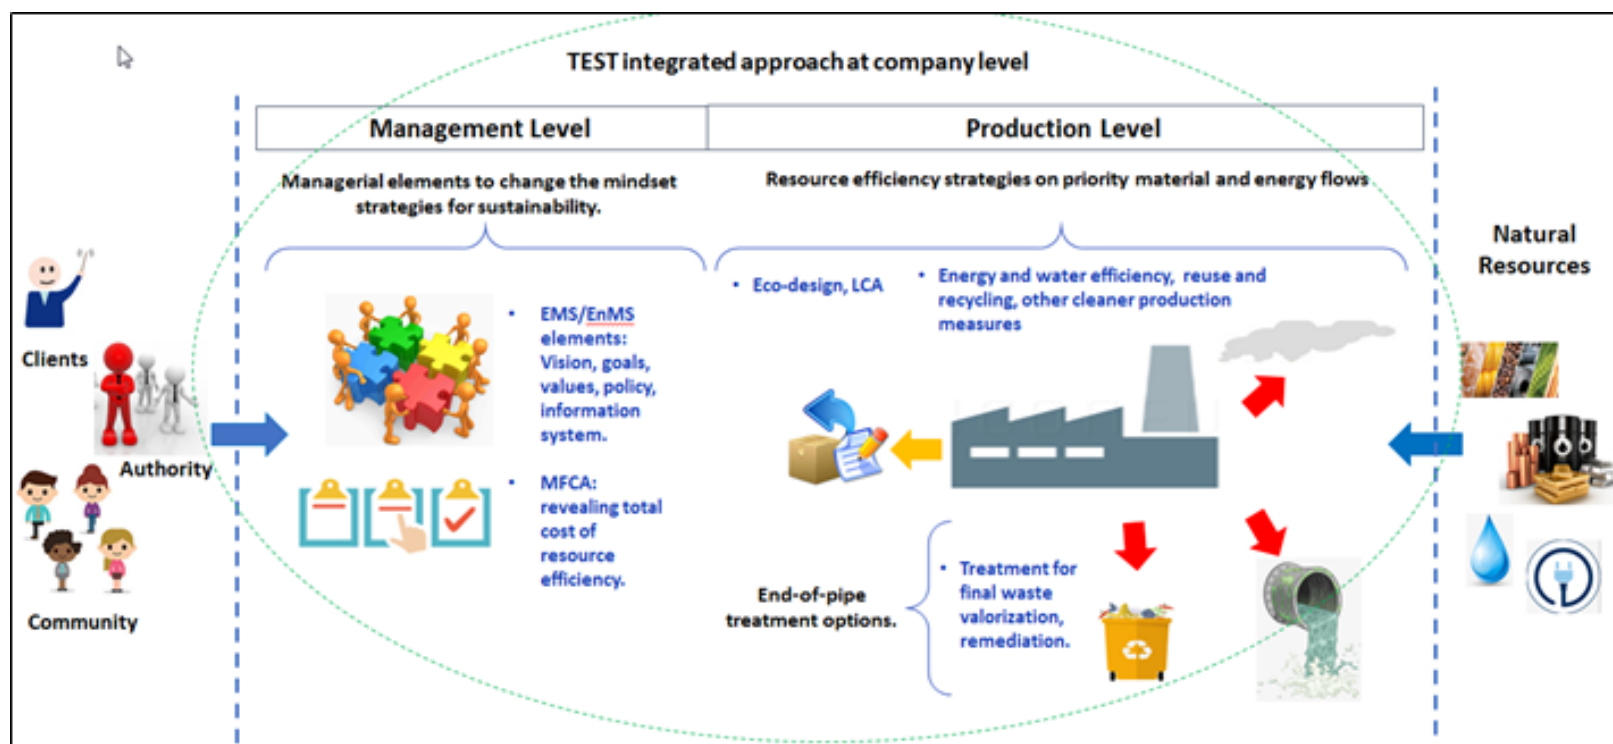 TEST integrated approach at company level
Management Level
Production Level
Managerial elements to change the mindset
strategies for sustainability.
Resource efficiency strategies on priority material and energy flows
Clients
Authority
Community
• EMS/EnMS
elements:
Vision, goals,
values, policy,
information
system.
• MFCA:
revealing total
cost of
resource
efficiency.
• Eco-design, LCA
• Energy and water efficiency, reuse and
recycling, other cleaner production
measures
End-of-pipe
treatment options.
• Treatment for
final waste
valorization,
remediation.
Natural
Resources